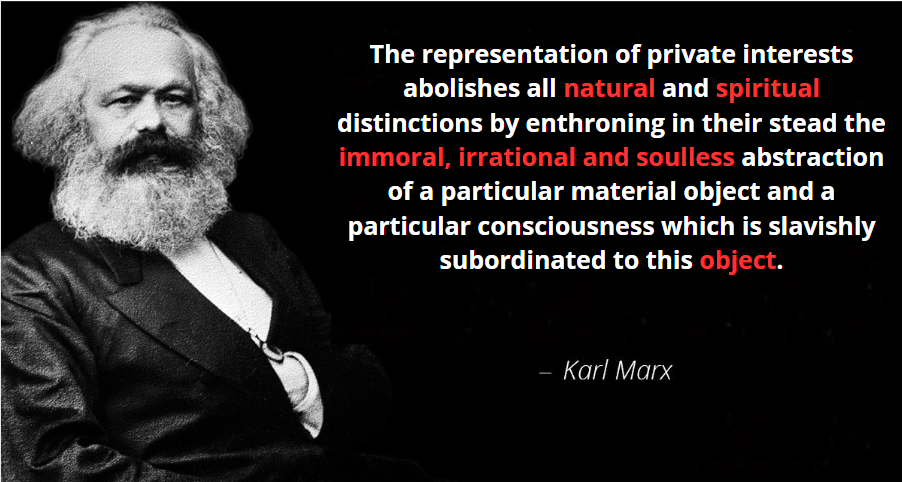 The representation of private interests
abolishes all natural and spiritual
distinctions by enthroning in their stead the
immoral, irrational and soulless abstraction
of a particular material object and a
particular consciousness which is slavishly
subordinated to this object.
– Karl Marx